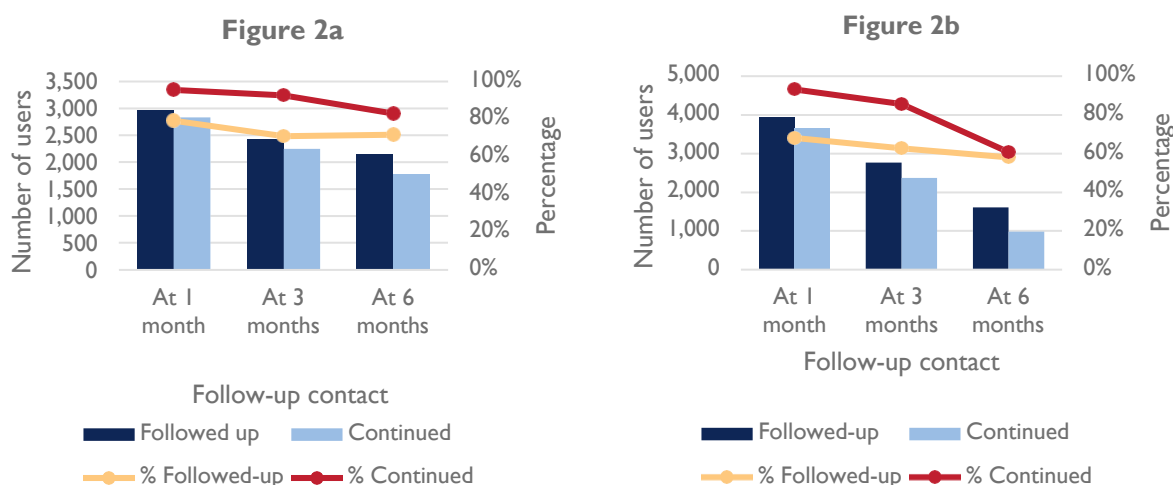 Figure 2a
Number of users
3,500
3,000
2,500
2,000
1,500
1,000
500
0
100%
80%
60%
40%
20%
0%
Percentage
At 1 month
At 3 months
At 6 months
Follow-up contact
Followed up
Continued
% Followed-up
% Continued
Figure 2b
Number of users
5,000
4,000
3,000
2,000
1,000
0
100%
80%
60%
40%
20%
0%
Percentage
At 1 month
At 3 months
At 6 months
Follow-up contact
Followed-up
Continued
% Followed-up
% Continued